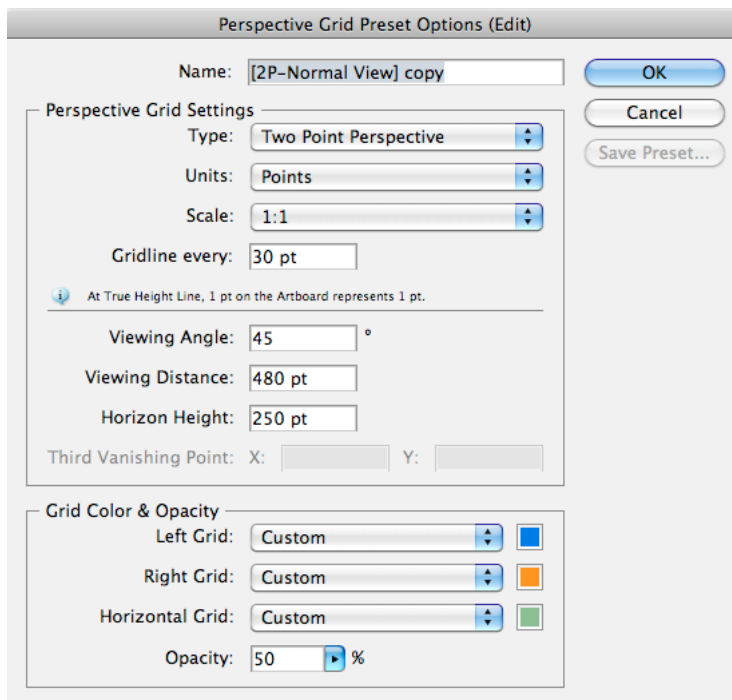 Perspective Grid Preset Options (Edit)
Name: [2P-Normal View] copy
OK
Cancel
Save Preset...
Perspective Grid Settings
Type: Two Point Perspective
Units: Points
Scale: 1:1
Gridline every: 30 pt
At True Height Line, 1 pt on the Artboard represents 1 pt.
Viewing Angle: 45 °
Viewing Distance: 480 pt
Horizon Height: 250 pt
Third Vanishing Point: X: Y:
Grid Color & Opacity
Left Grid: Custom
Right Grid: Custom
Horizontal Grid: Custom
Opacity: 50 %